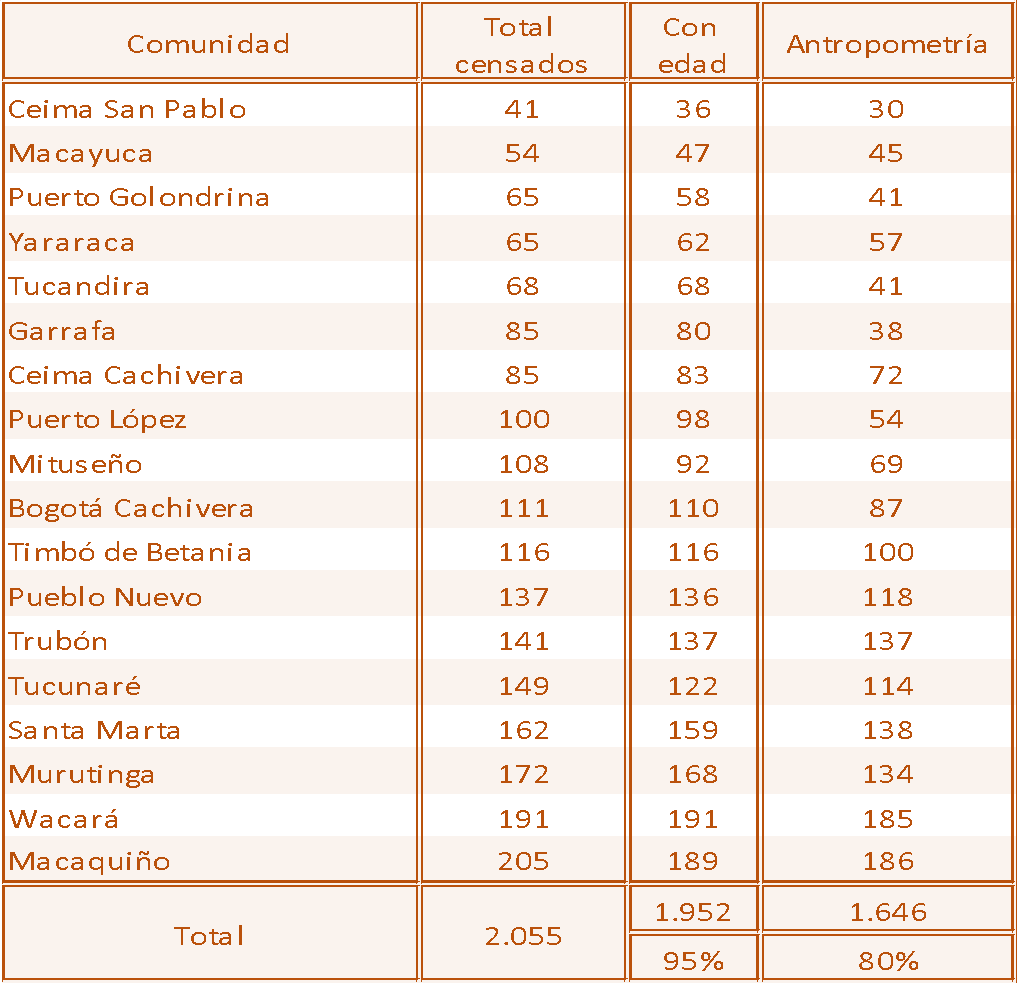 Comunidad Total censados Con edad Antropometría
Ceima San Pablo 41 36 30
Macayuca 54 47 45
Puerto Golondrina 65 58 41
Yararaca 65 62 57
Tucandira 68 68 41
Garrafa 85 80 38
Ceima Cachivera 85 83 72
Puerto López 100 98 54
Mituseño 108 92 69
Bogotá Cachivera 111 110 87
Timbó de Betania 116 116 100
Pueblo Nuevo 137 136 118
Trubón 141 137 137
Tucunaré 149 122 114
Santa Marta 162 159 138
Murutinga 172 168 134
Wacará 191 191 185
Macaquiño 205 189 186
Total 2.055 1.952 1.646
95% 80%